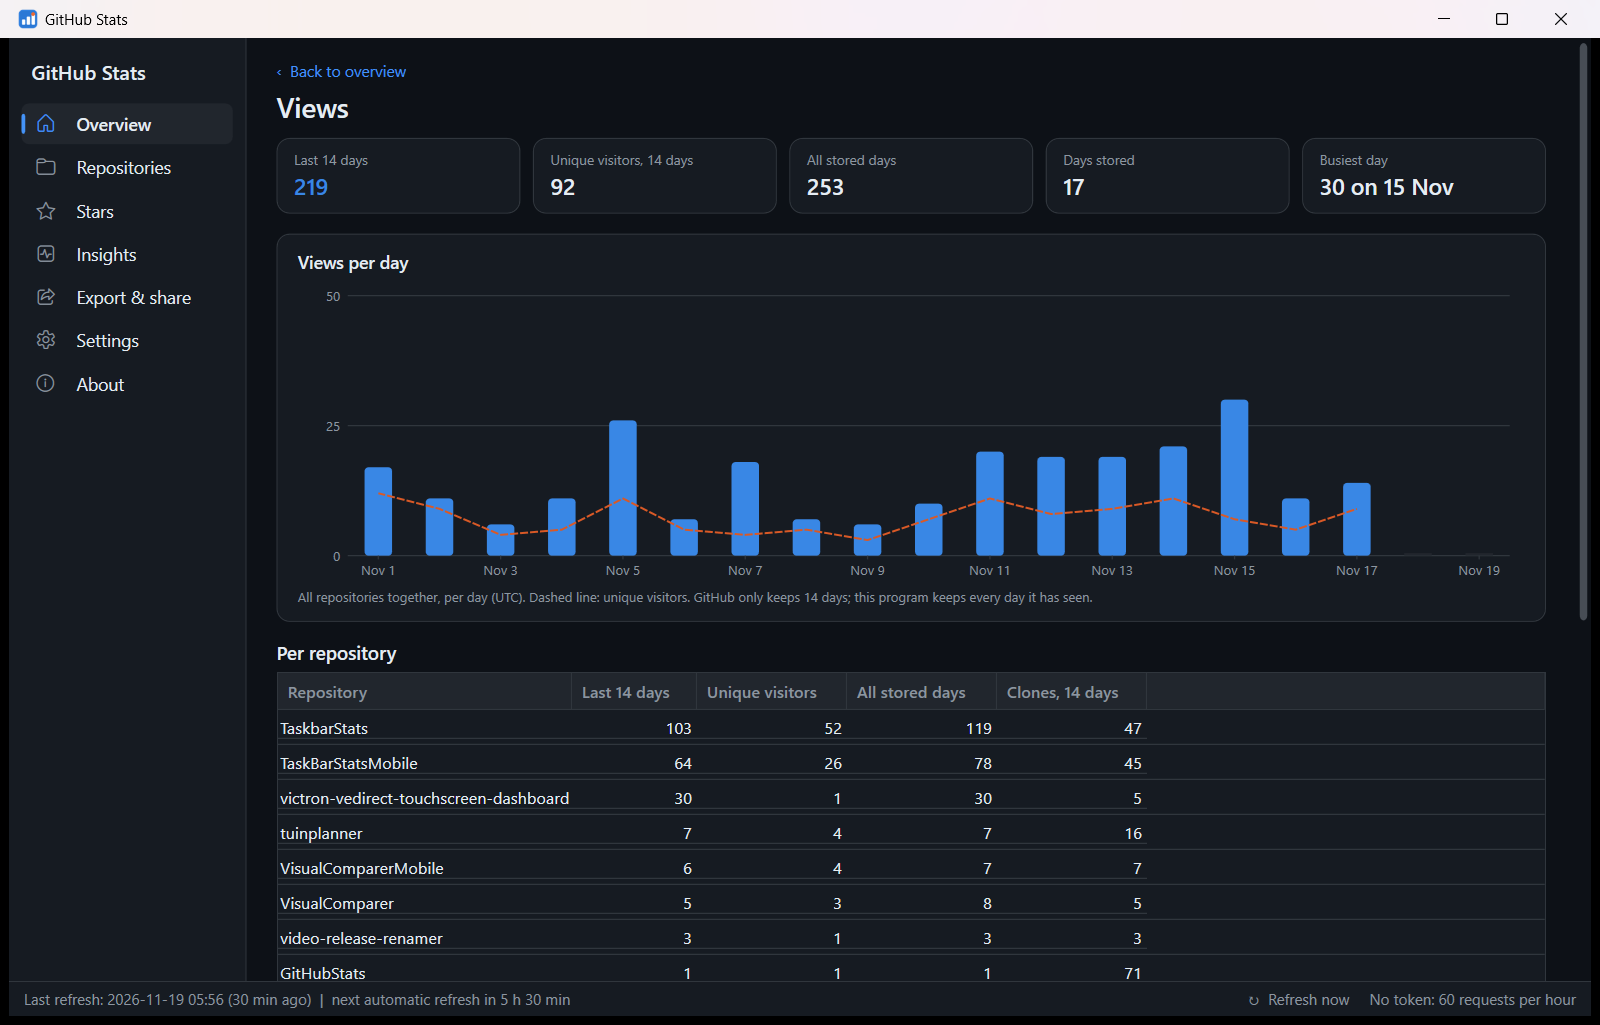 GitHub Stats
GitHub Stats
Overview
Repositories
Stars
Insights
Export & share
Settings
About
‹ Back to overview
Views
Last 14 days
219
Unique visitors, 14 days
92
All stored days
253
Days stored
17
Busiest day
30 on 15 Nov
Views per day
50
25
0
Nov 1 Nov 3 Nov 5 Nov 7 Nov 9 Nov 11 Nov 13 Nov 15 Nov 17 Nov 19
All repositories together, per day (UTC). Dashed line: unique visitors. GitHub only keeps 14 days; this program keeps every day it has seen.
Per repository
Repository Last 14 days Unique visitors All stored days Clones, 14 days
TaskbarStats 103 52 119 47
TaskBarStatsMobile 64 26 78 45
victron-vedirect-touchscreen-dashboard 30 1 30 5
tuinplanner 7 4 7 16
VisualComparerMobile 6 4 7 7
VisualComparer 5 3 8 5
video-release-renamer 3 1 3 3
GitHubStats 1 1 1 71
Last refresh: 2026-11-19 05:56 (30 min ago) | next automatic refresh in 5 h 30 min
↻ Refresh now No token: 60 requests per hour